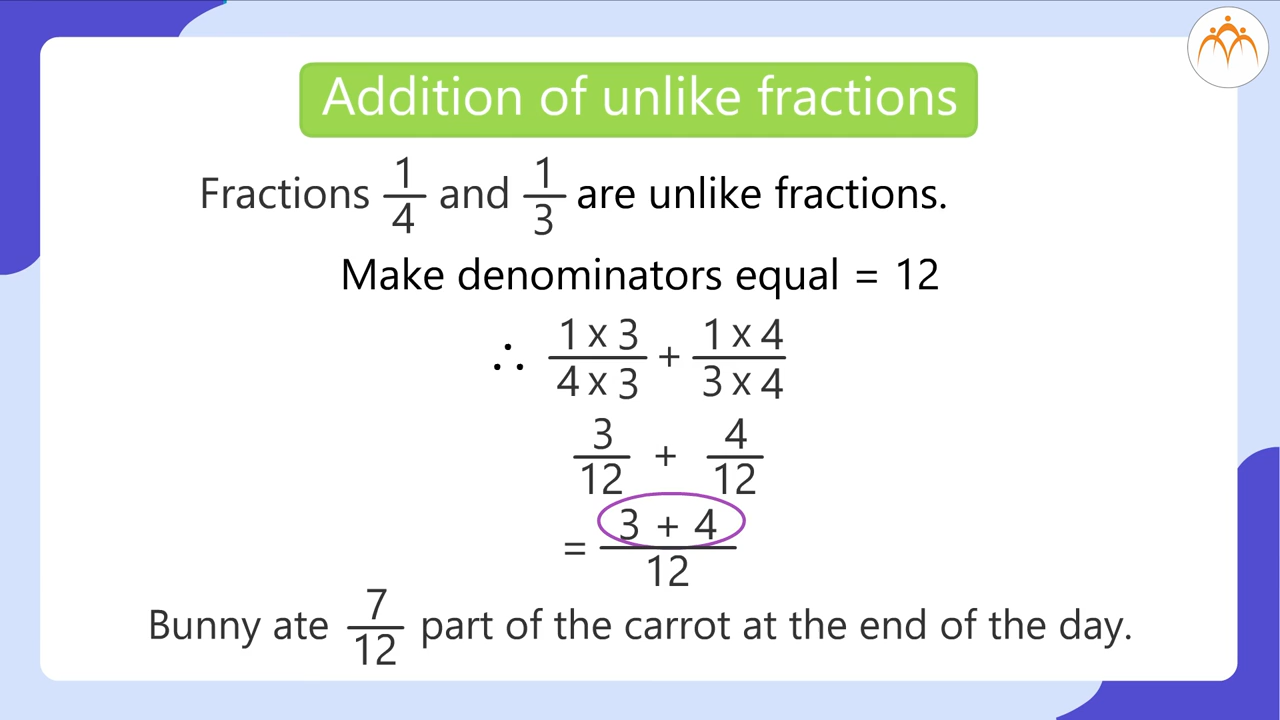 Addition of unlike fractions
Fractions 1/4 and 1/3 are unlike fractions.
Make denominators equal = 12
∴ (1 x 3)/(4 x 3) + (1 x 4)/(3 x 4)
3/12 + 4/12
= (3 + 4)/12
Bunny ate 7/12 part of the carrot at the end of the day.